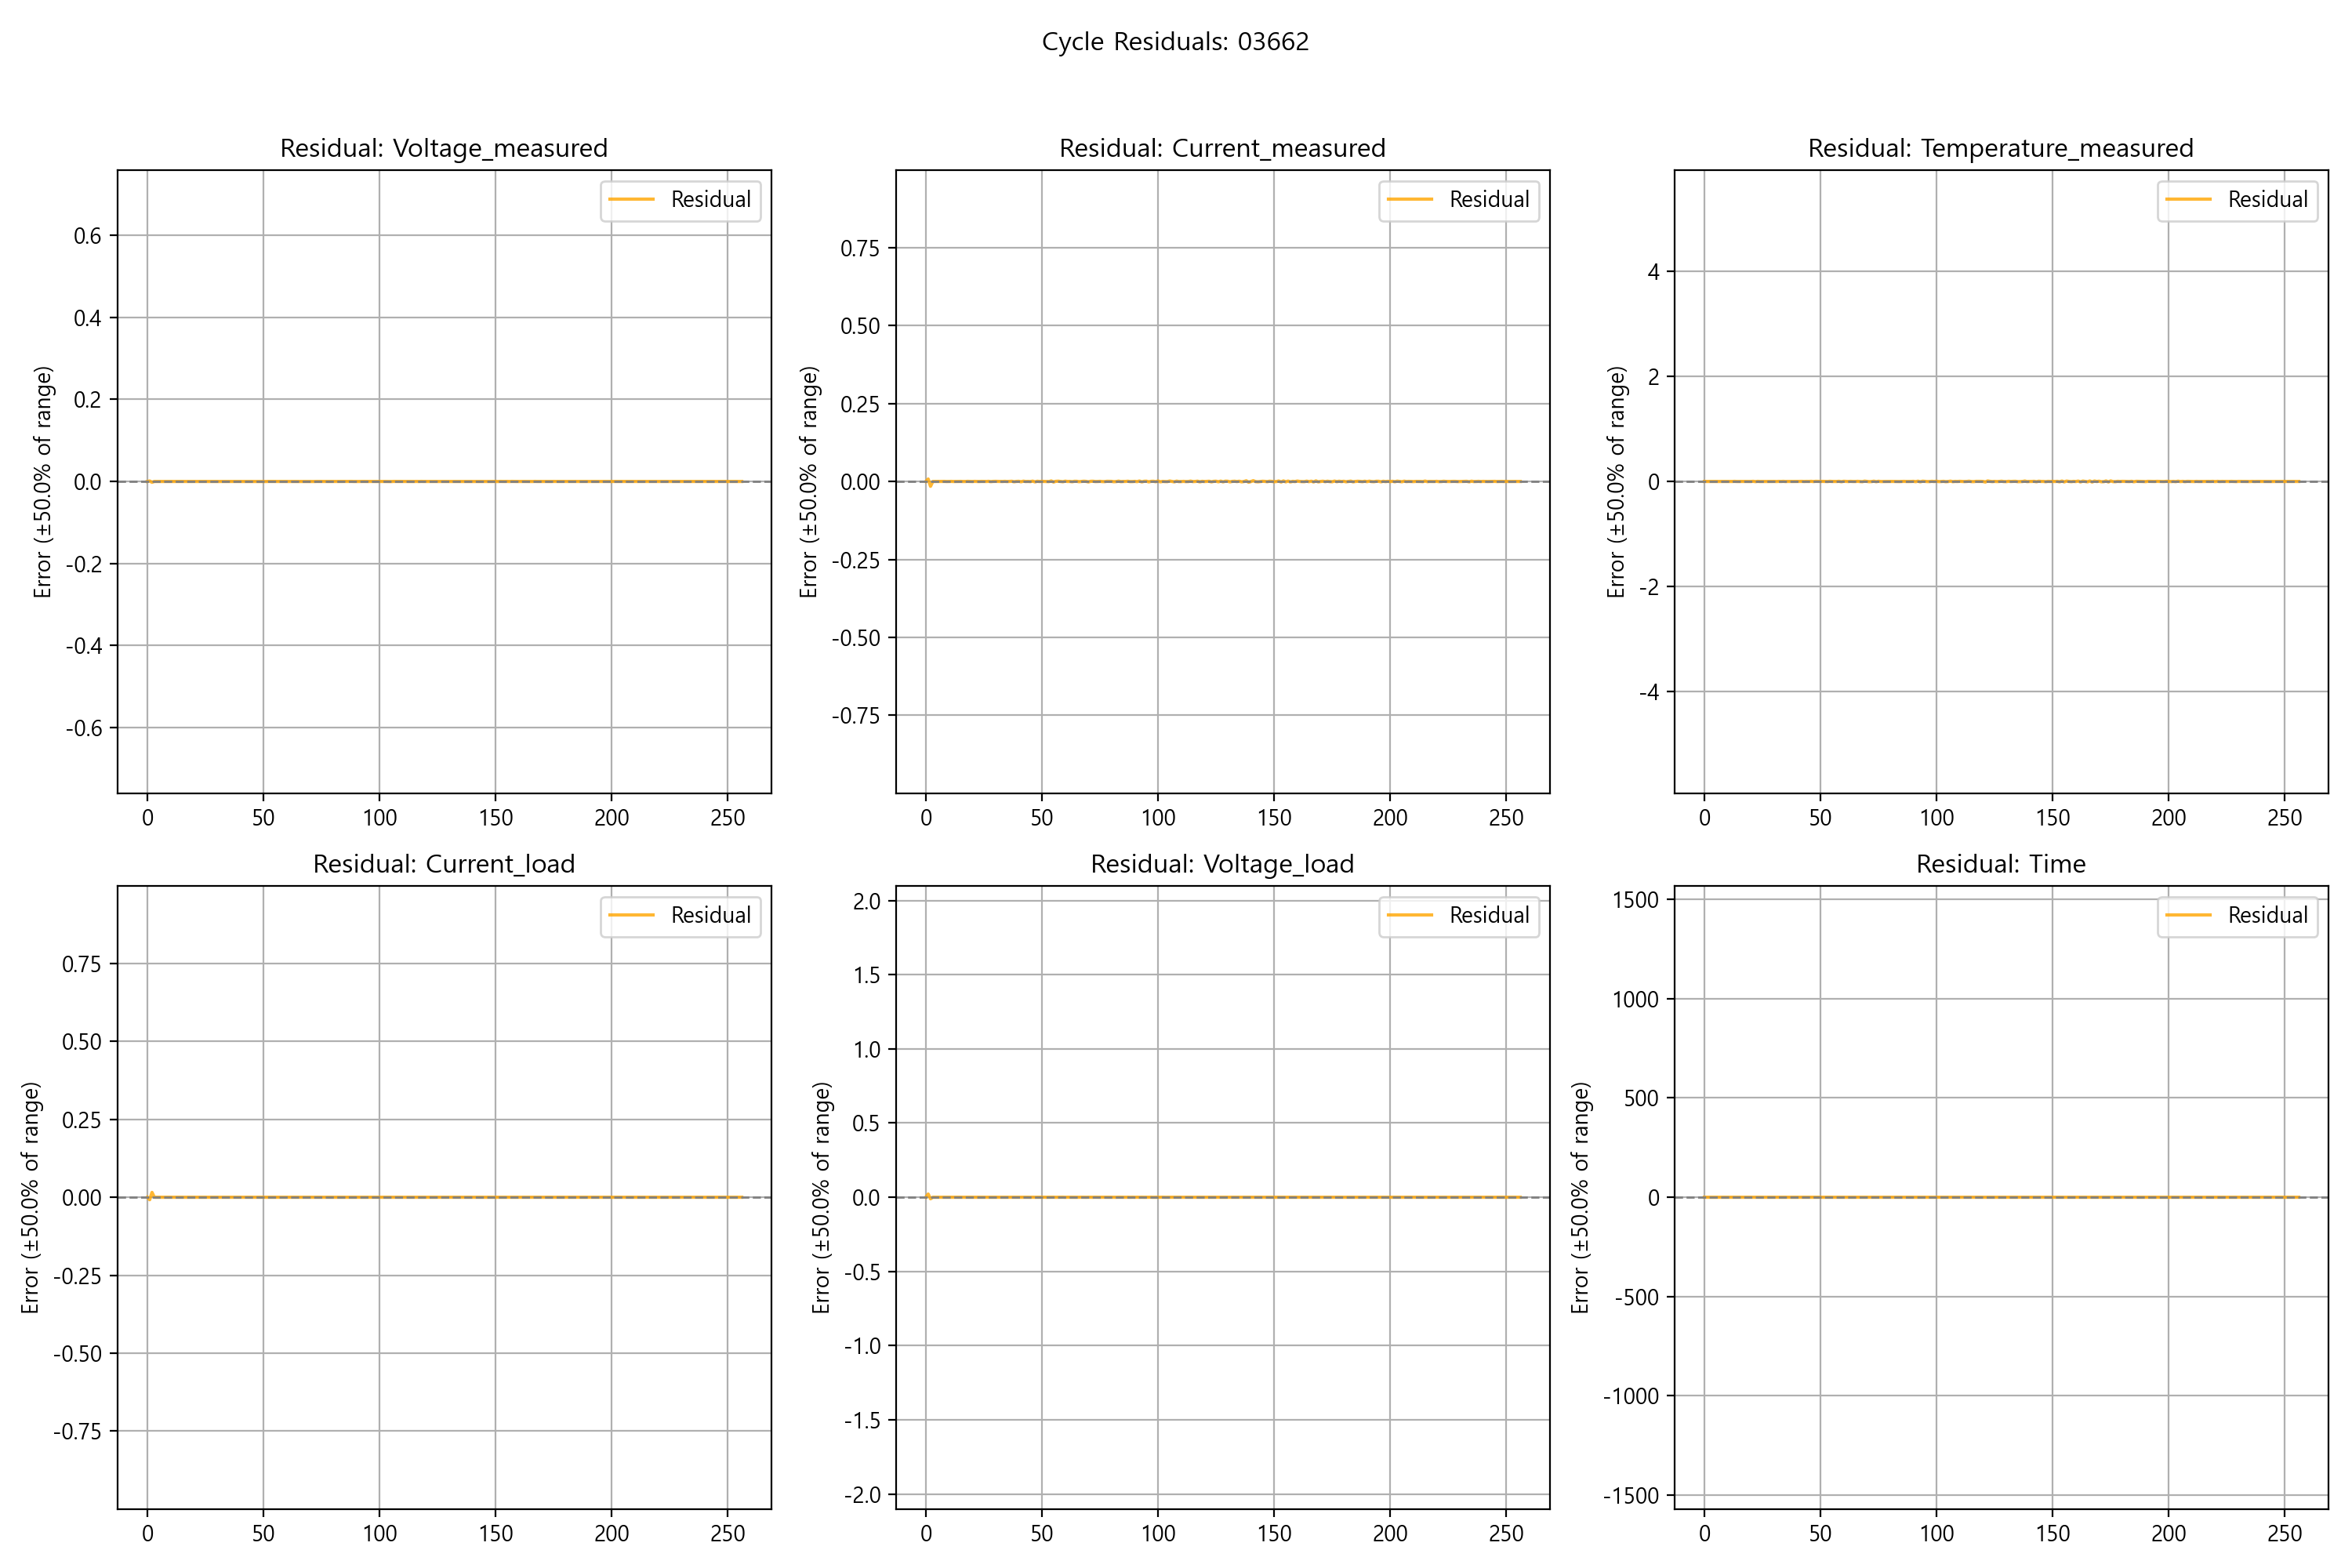 Cycle Residuals: 03662
Residual: Voltage_measured
Residual
Error (±50.0% of range)
0.6
0.4
0.2
0.0
-0.2
-0.4
-0.6
0 50 100 150 200 250
Residual: Current_measured
Residual
Error (±50.0% of range)
0.75
0.50
0.25
0.00
-0.25
-0.50
-0.75
0 50 100 150 200 250
Residual: Temperature_measured
Residual
Error (±50.0% of range)
4
2
0
-2
-4
0 50 100 150 200 250
Residual: Current_load
Residual
Error (±50.0% of range)
0.75
0.50
0.25
0.00
-0.25
-0.50
-0.75
0 50 100 150 200 250
Residual: Voltage_load
Residual
Error (±50.0% of range)
2.0
1.5
1.0
0.5
0.0
-0.5
-1.0
-1.5
-2.0
0 50 100 150 200 250
Residual: Time
Residual
Error (±50.0% of range)
1500
1000
500
0
-500
-1000
-1500
0 50 100 150 200 250